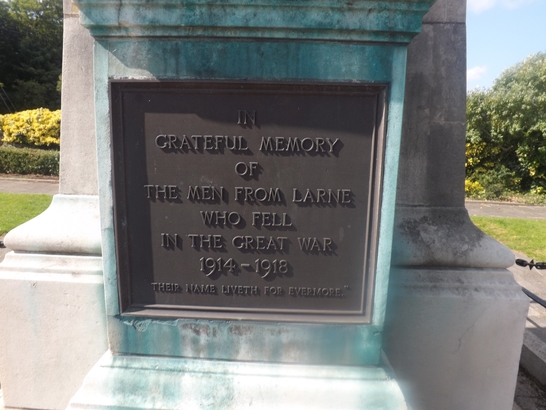 IN
GRATEFUL MEMORY
OF
THE MEN FROM LARNE
WHO FELL
IN THE GREAT WAR
1914-1918
"THEIR NAME LIVETH FOR EVERMORE."